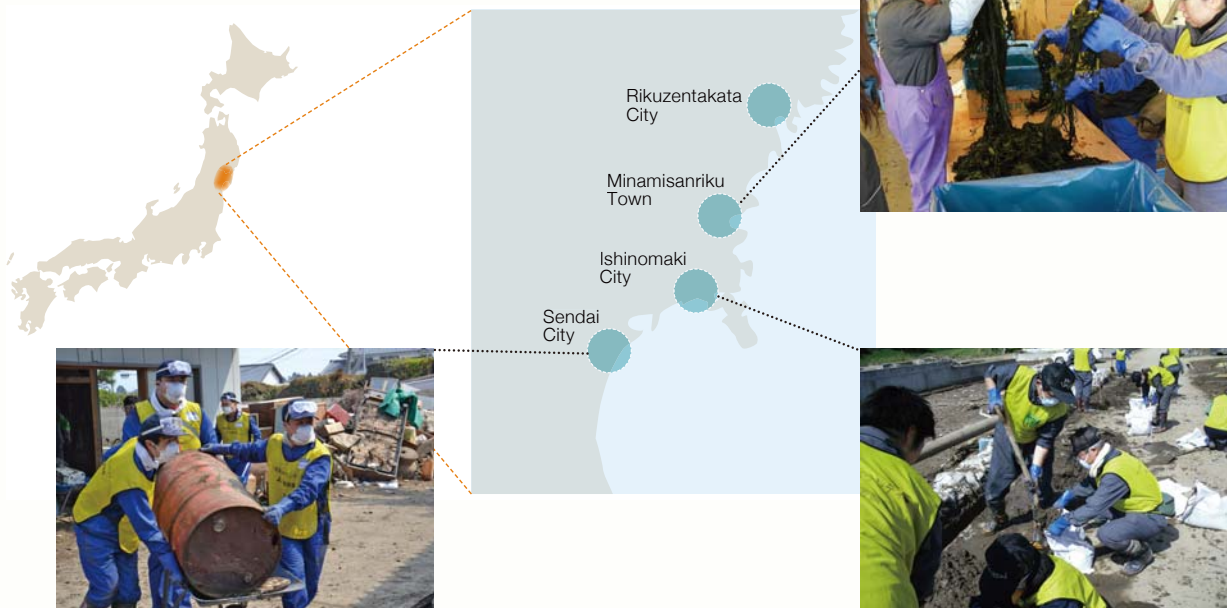 Rikuzentakata
City
Minamisanriku
Town
Ishinomaki
City
Sendai
City